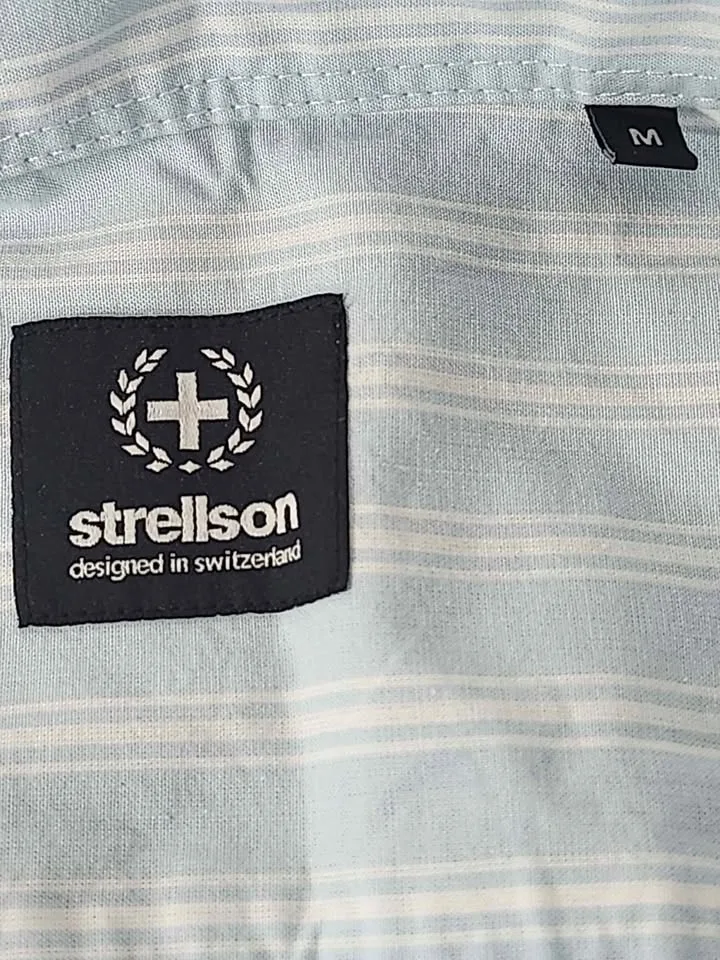 M
strellson
designed in switzerland